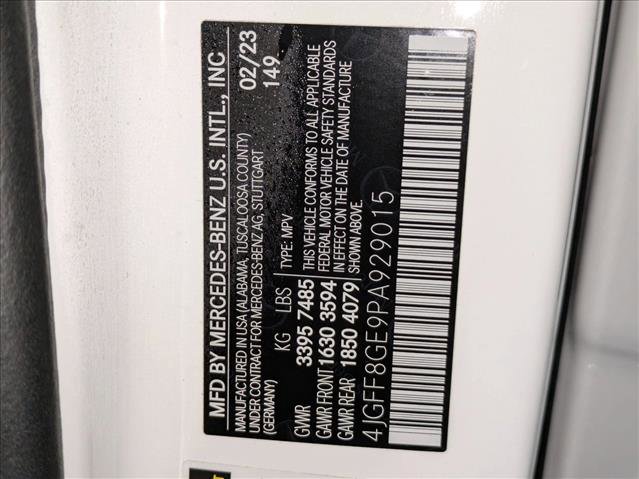 MFD BY MERCEDES-BENZ U.S. INTL., INC
MANUFACTURED IN USA (ALABAMA, TUSCALOOSA COUNTY) 02/23
UNDER CONTRACT FOR MERCEDES-BENZ AG, STUTTGART
(GERMANY) 149
KG LBS TYPE: MPV
GVWR 3395 7485 THIS VEHICLE CONFORMS TO ALL APPLICABLE
GAWR FRONT 1630 3594 FEDERAL MOTOR VEHICLE SAFETY STANDARDS
GAWR REAR 1850 4079 IN EFFECT ON THE DATE OF MANUFACTURE
SHOWN ABOVE.
4JGFF8GE9PA929015